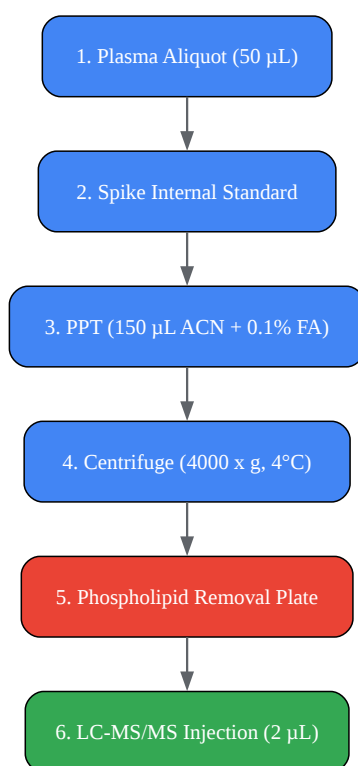 1. Plasma Aliquot (50 µL)
2. Spike Internal Standard
3. PPT (150 µL ACN + 0.1% FA)
4. Centrifuge (4000 x g, 4°C)
5. Phospholipid Removal Plate
6. LC-MS/MS Injection (2 µL)